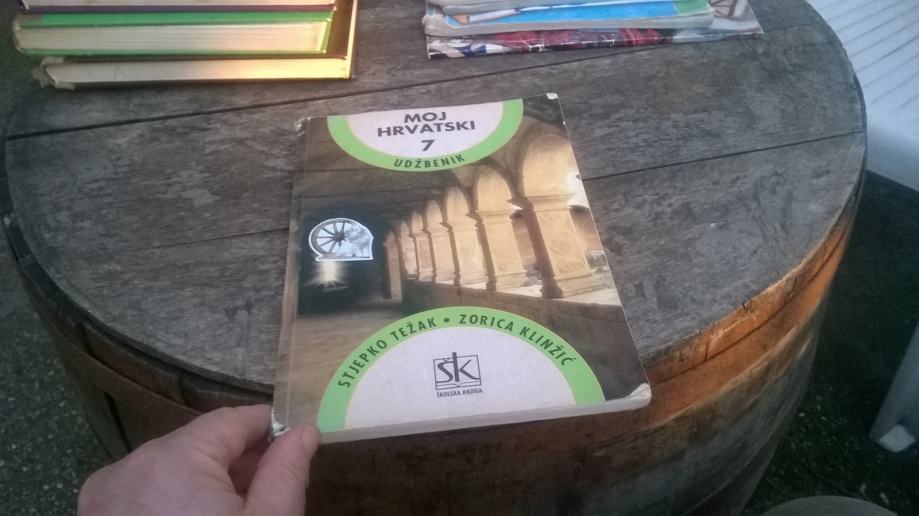 MOJ
HRVATSKI
7
UDŽBENIK
STJEPKO TEŽAK • ZORICA KLINŽIĆ
šk
ŠKOLSKA KNJIGA